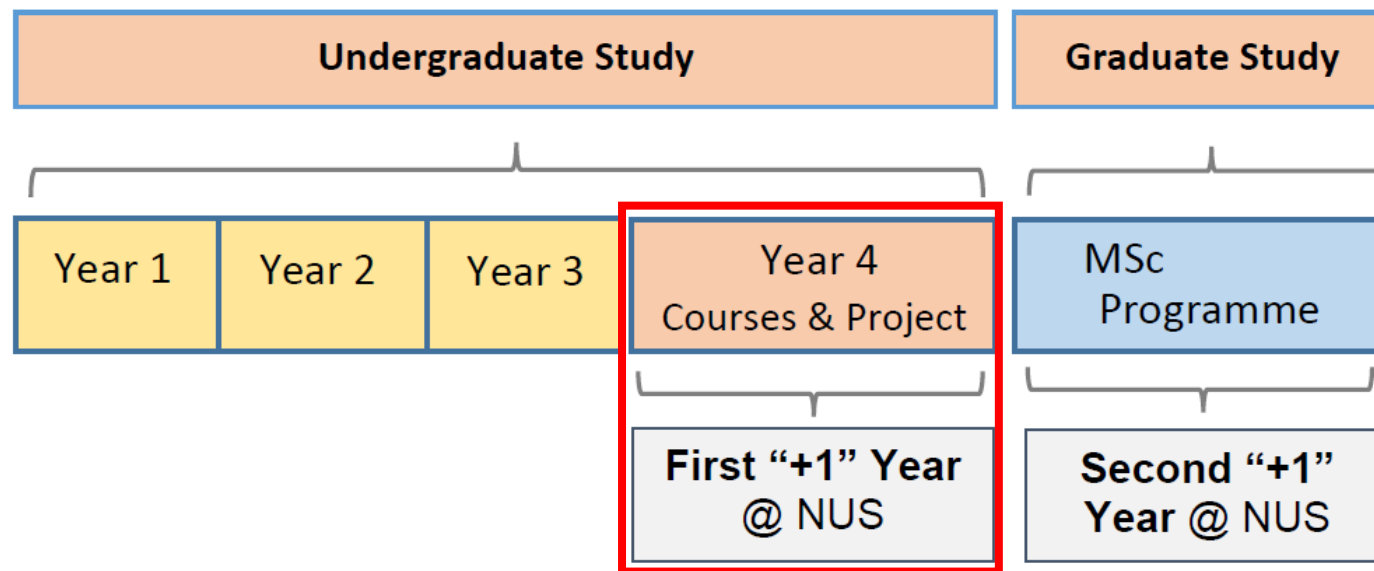 Undergraduate Study
Graduate Study
Year 1
Year 2
Year 3
Year 4
Courses & Project
MSc
Programme
First “+1” Year
@ NUS
Second “+1”
Year @ NUS